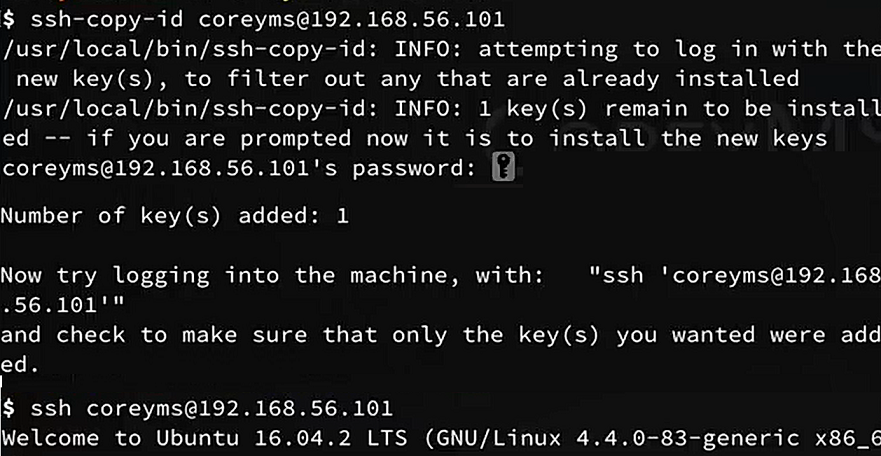 $ ssh-copy-id coreyms@192.168.56.101
/usr/local/bin/ssh-copy-id: INFO: attempting to log in with the
new key(s), to filter out any that are already installed
/usr/local/bin/ssh-copy-id: INFO: 1 key(s) remain to be install
ed -- if you are prompted now it is to install the new keys
coreyms@192.168.56.101's password:
Number of key(s) added: 1
Now try logging into the machine, with:   "ssh 'coreyms@192.168
.56.101'"
and check to make sure that only the key(s) you wanted were add
ed.
$ ssh coreyms@192.168.56.101
Welcome to Ubuntu 16.04.2 LTS (GNU/Linux 4.4.0-83-generic x86_6